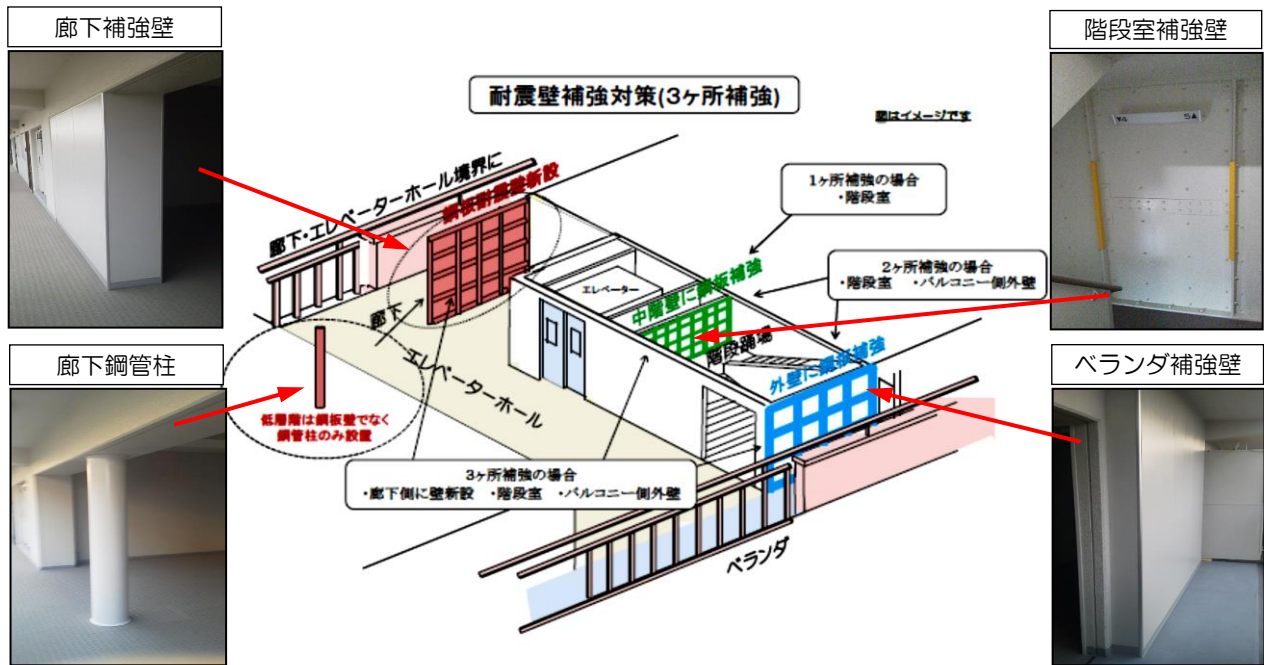 廊下補強壁
階段室補強壁
耐震壁補強対策(3ヶ所補強)
図はイメージです
廊下・エレベーターホール境界に
鋼板耐震壁新設
1ヶ所補強の場合
・階段室
2ヶ所補強の場合
・階段室 ・バルコニー側外壁
エレベーター
中階壁に鋼板補強
階段踊場
外壁に鋼板補強
廊下
エレベーターホール
廊下鋼管柱
ベランダ補強壁
低層階は鋼板壁でなく
鋼管柱のみ設置
3ヶ所補強の場合
・廊下側に壁新設 ・階段室 ・バルコニー側外壁
ベランダ